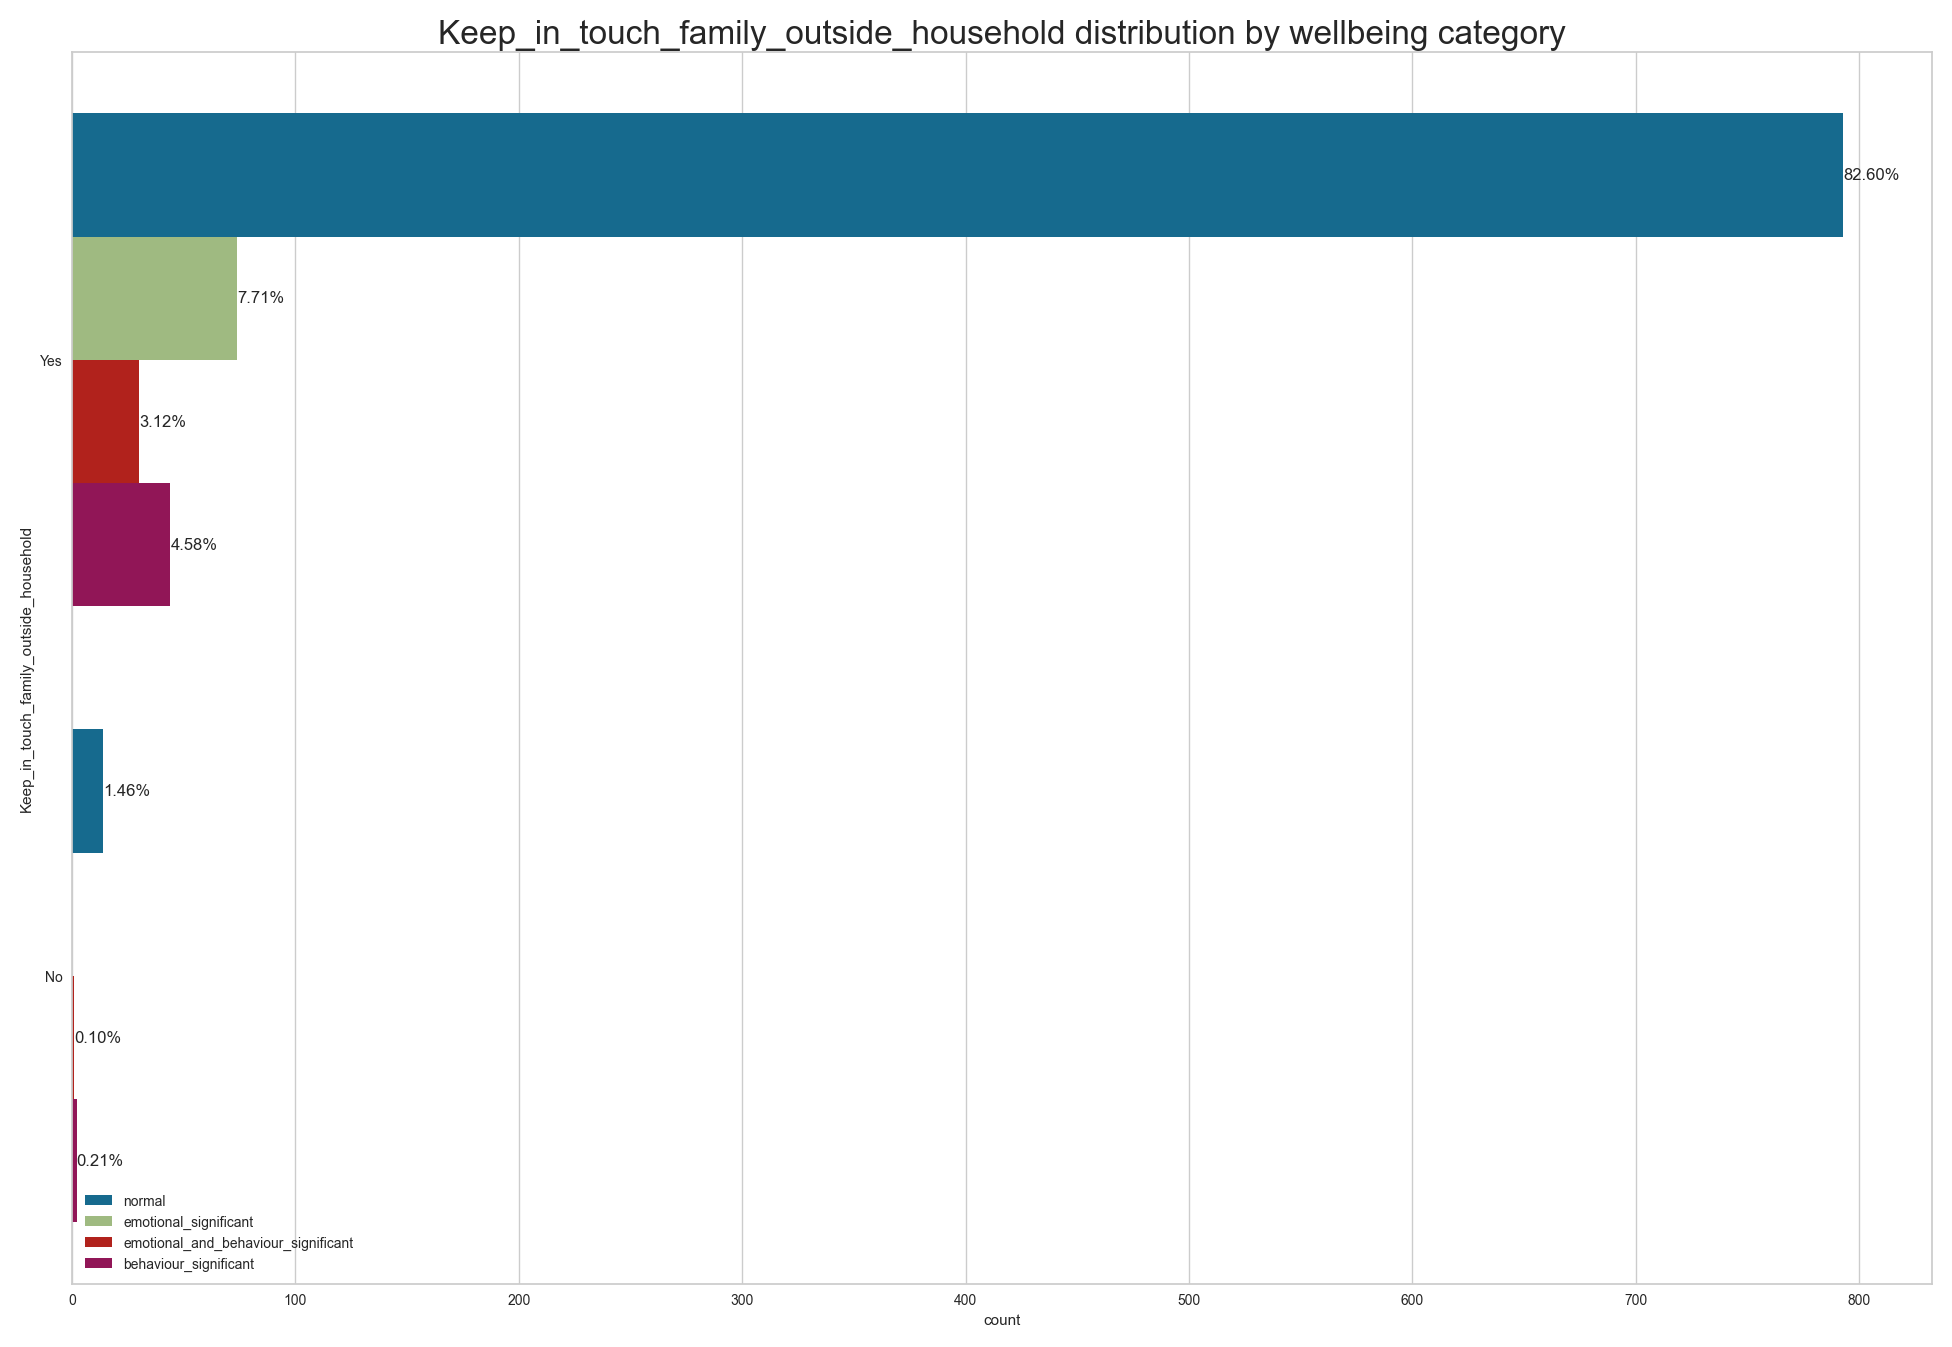 Keep_in_touch_family_outside_household distribution by wellbeing category
82.60%
7.71%
Yes
3.12%
4.58%
Keep_in_touch_family_outside_household
1.46%
No
0.10%
0.21%
normal
emotional_significant
emotional_and_behaviour_significant
behaviour_significant
0 100 200 300 400 500 600 700 800
count